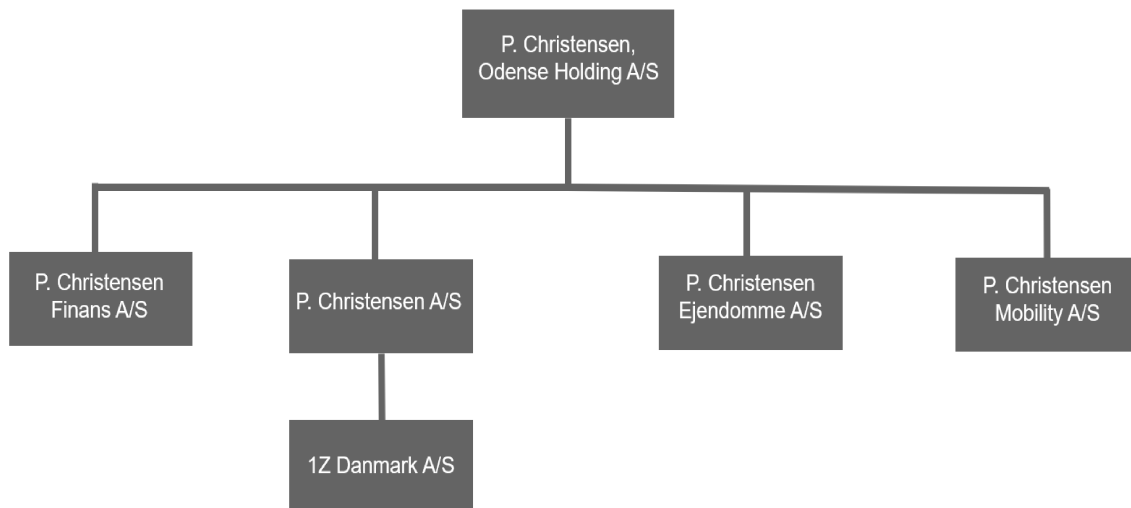 P. Christensen,
Odense Holding A/S
P. Christensen
Finans A/S
P. Christensen A/S
P. Christensen
Ejendomme A/S
P. Christensen
Mobility A/S
1Z Danmark A/S